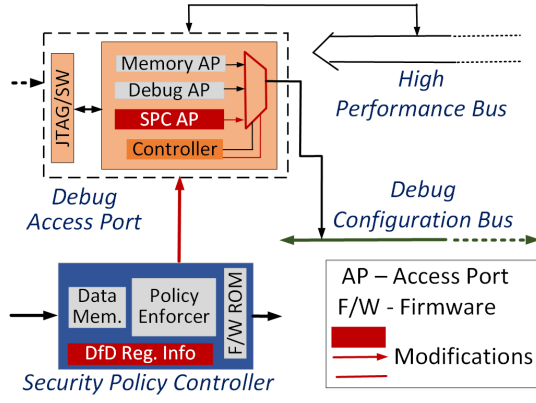 JTAG/SW
Memory AP
Debug AP
SPC AP
Controller
High
Performance Bus
Debug
Access Port
Debug
Configuration Bus
Data
Mem.
Policy
Enforcer
F/W ROM
DfD Reg. Info
Security Policy Controller
AP – Access Port
F/W - Firmware
Modifications